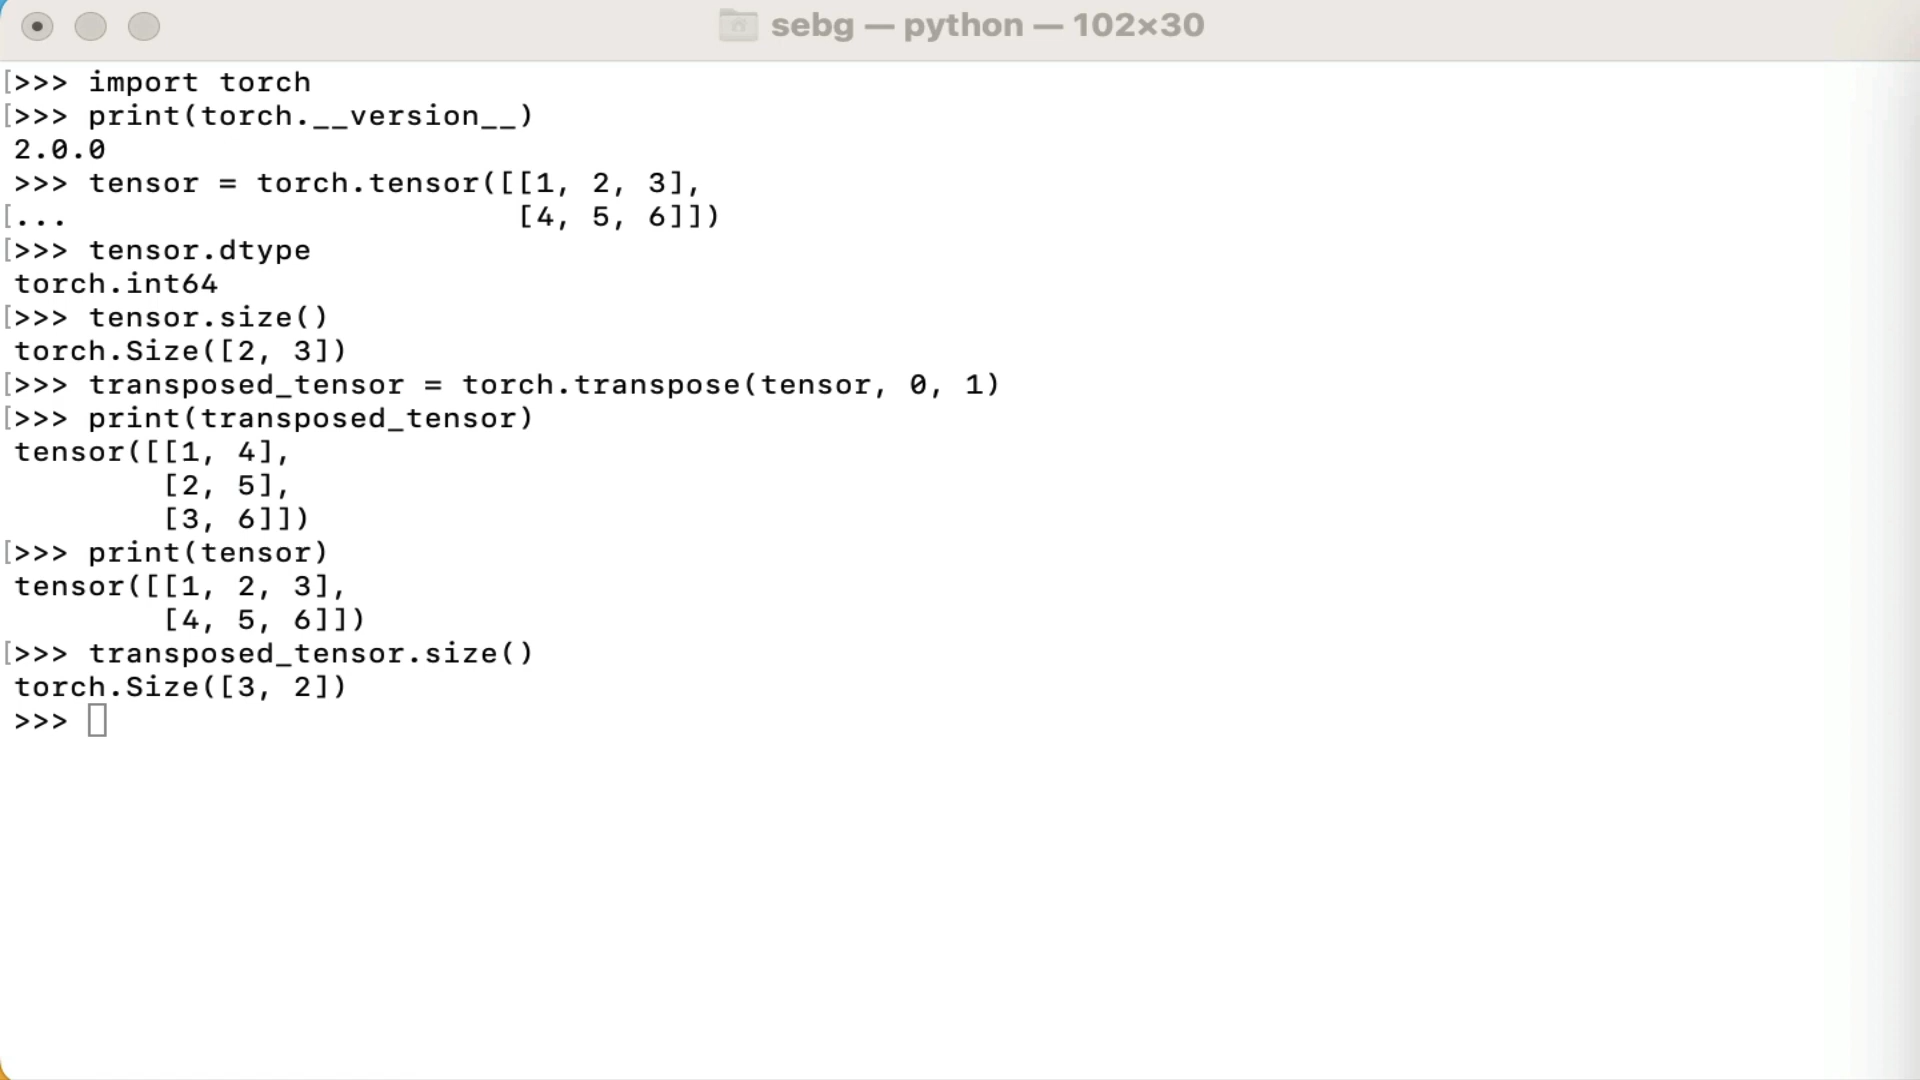 sebg — python — 102×30
[>>> import torch
[>>> print(torch.__version__)
2.0.0
>>> tensor = torch.tensor([[1, 2, 3],
[...                        [4, 5, 6]])
[>>> tensor.dtype
torch.int64
[>>> tensor.size()
torch.Size([2, 3])
[>>> transposed_tensor = torch.transpose(tensor, 0, 1)
[>>> print(transposed_tensor)
tensor([[1, 4],
        [2, 5],
        [3, 6]])
[>>> print(tensor)
tensor([[1, 2, 3],
        [4, 5, 6]])
[>>> transposed_tensor.size()
torch.Size([3, 2])
>>>